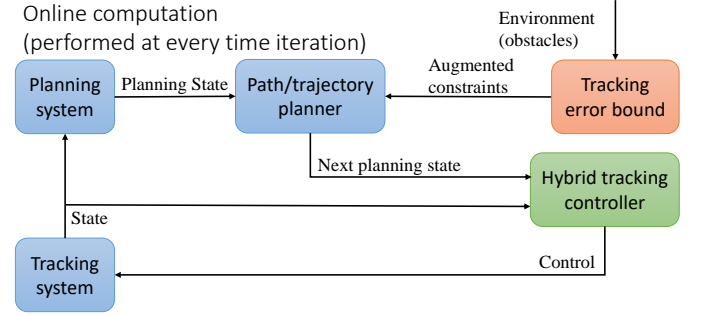 Online computation
(performed at every time iteration)
Environment
(obstacles)
Planning
system
Planning State
Path/trajectory
planner
Augmented
constraints
Tracking
error bound
Next planning state
Hybrid tracking
controller
State
Tracking
system
Control